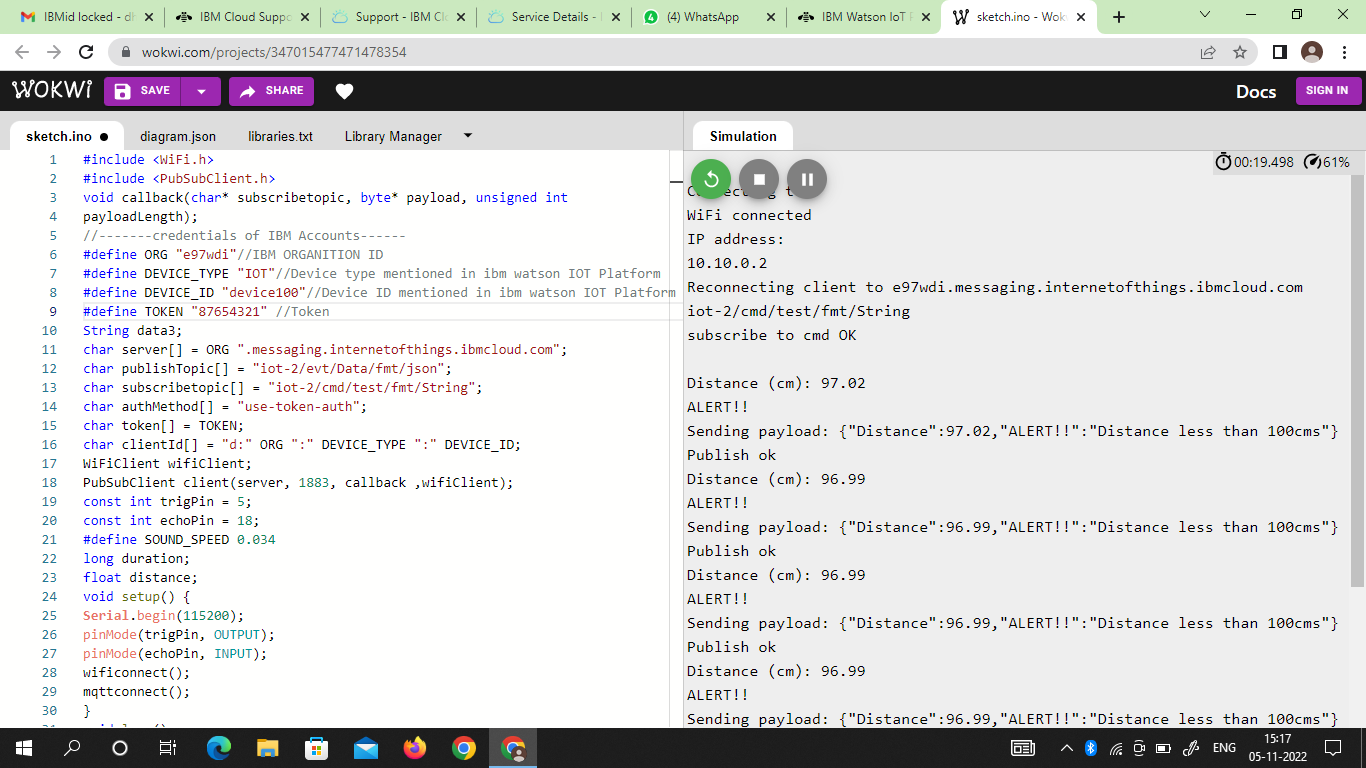 IBMid locked - dh
IBM Cloud Suppo
Support - IBM Clo
Service Details -
(4) WhatsApp
IBM Watson IoT P
sketch.ino - Wok
wokwi.com/projects/347015477471478354
WOKWi
SAVE
SHARE
Docs
SIGN IN
sketch.ino
diagram.json
libraries.txt
Library Manager
Simulation
1 #include <WiFi.h>
2 #include <PubSubClient.h>
3 void callback(char* subscribetopic, byte* payload, unsigned int
4 payloadLength);
5 //-------credentials of IBM Accounts------
6 #define ORG "e97wdi"//IBM ORGANITION ID
7 #define DEVICE_TYPE "IOT"//Device type mentioned in ibm watson IOT Platform
8 #define DEVICE_ID "device100"//Device ID mentioned in ibm watson IOT Platform
9 #define TOKEN "87654321" //Token
10 String data3;
11 char server[] = ORG ".messaging.internetofthings.ibmcloud.com";
12 char publishTopic[] = "iot-2/evt/Data/fmt/json";
13 char subscribetopic[] = "iot-2/cmd/test/fmt/String";
14 char authMethod[] = "use-token-auth";
15 char token[] = TOKEN;
16 char clientId[] = "d:" ORG ":" DEVICE_TYPE ":" DEVICE_ID;
17 WiFiClient wifiClient;
18 PubSubClient client(server, 1883, callback ,wifiClient);
19 const int trigPin = 5;
20 const int echoPin = 18;
21 #define SOUND_SPEED 0.034
22 long duration;
23 float distance;
24 void setup() {
25 Serial.begin(115200);
26 pinMode(trigPin, OUTPUT);
27 pinMode(echoPin, INPUT);
28 wificonnect();
29 mqttconnect();
30 }
00:19.498 61%
WiFi connected
IP address:
10.10.0.2
Reconnecting client to e97wdi.messaging.internetofthings.ibmcloud.com
iot-2/cmd/test/fmt/String
subscribe to cmd OK
Distance (cm): 97.02
ALERT!!
Sending payload: {"Distance":97.02,"ALERT!!":"Distance less than 100cms"}
Publish ok
Distance (cm): 96.99
ALERT!!
Sending payload: {"Distance":96.99,"ALERT!!":"Distance less than 100cms"}
Publish ok
Distance (cm): 96.99
ALERT!!
Sending payload: {"Distance":96.99,"ALERT!!":"Distance less than 100cms"}
Publish ok
Distance (cm): 96.99
ALERT!!
Sending payload: {"Distance":96.99,"ALERT!!":"Distance less than 100cms"}
ENG
15:17
05-11-2022